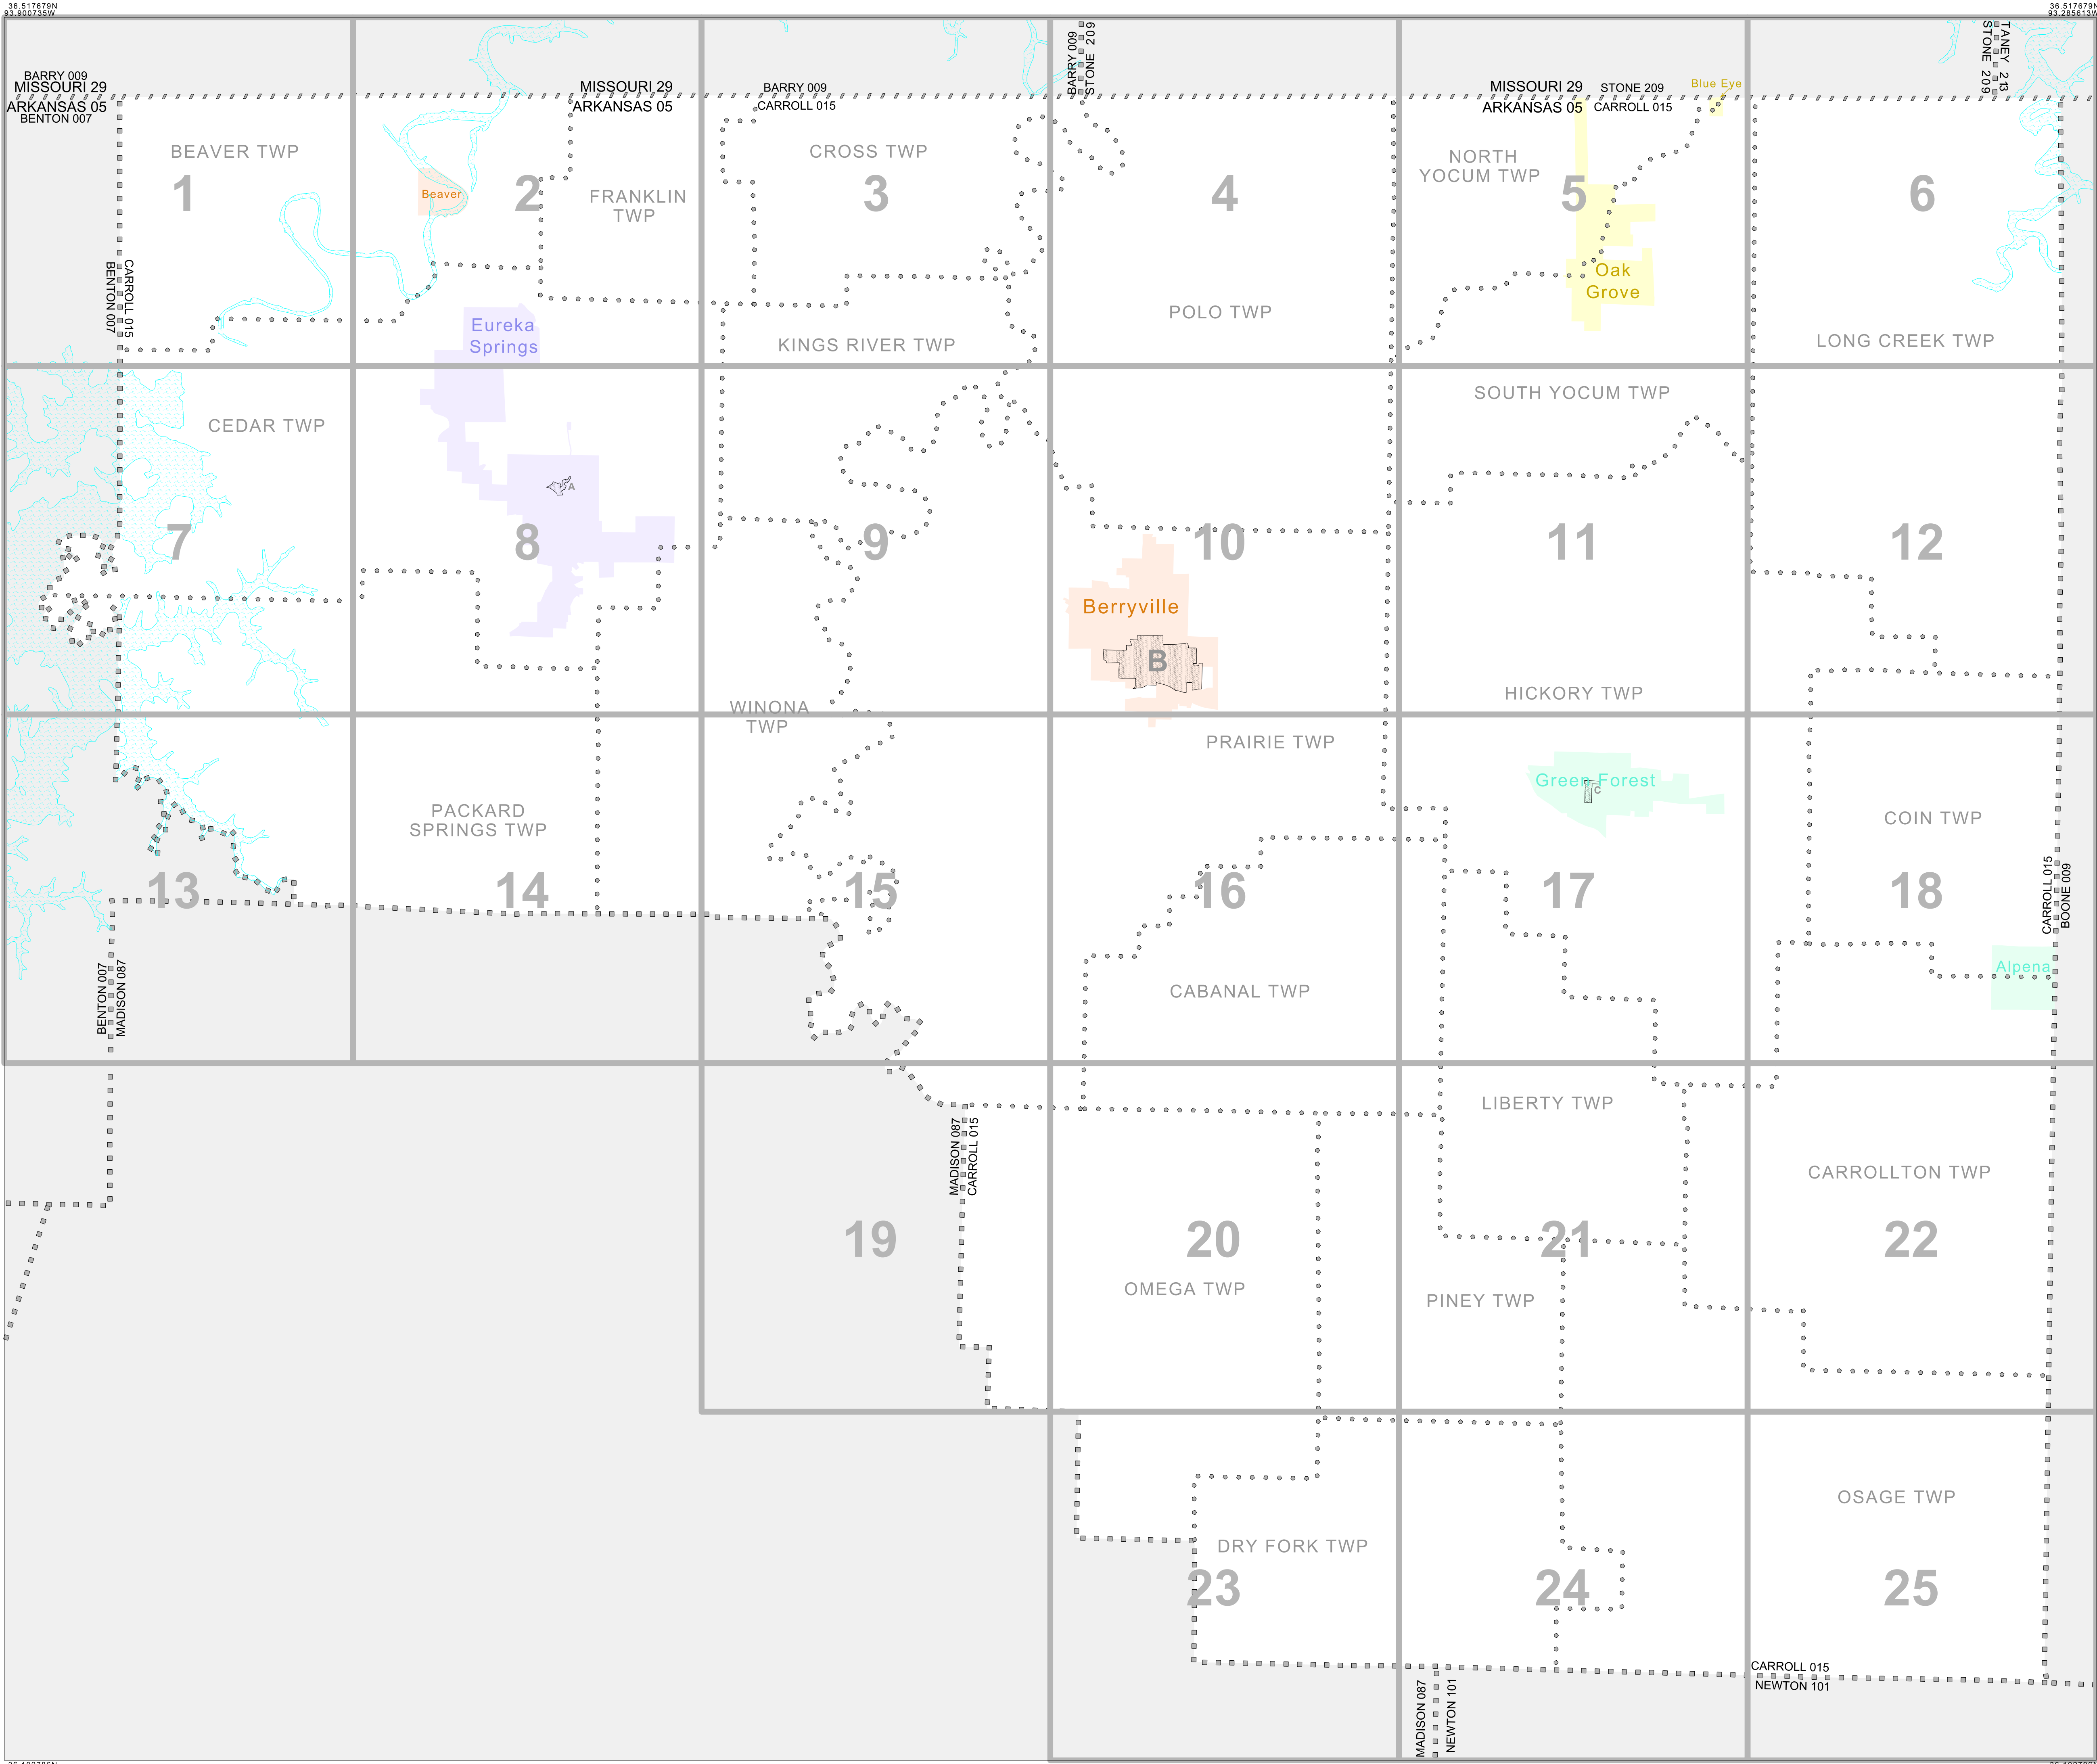 36.517679N
93.900735W
36.517679N
93.285613W
BARRY 009
STONE 209
STONE 209
TANEY 213
BARRY 009
MISSOURI 29
ARKANSAS 05
BENTON 007
MISSOURI 29
ARKANSAS 05
BARRY 009
CARROLL 015
MISSOURI 29
ARKANSAS 05
STONE 209
CARROLL 015
Blue Eye
BEAVER TWP
1
Beaver
2
FRANKLIN
TWP
CROSS TWP
3
4
NORTH
YOCUM TWP
5
6
BENTON 007
CARROLL 015
Oak
Grove
POLO TWP
Eureka
Springs
KINGS RIVER TWP
LONG CREEK TWP
SOUTH YOCUM TWP
CEDAR TWP
A
7
8
9
10
11
12
Berryville
B
HICKORY TWP
WINONA
TWP
PRAIRIE TWP
Green Forest
C
PACKARD
SPRINGS TWP
COIN TWP
13
14
15
16
17
18
CARROLL 015
BOONE 009
Alpena
BENTON 007
MADISON 087
CABANAL TWP
LIBERTY TWP
MADISON 087
CARROLL 015
CARROLLTON TWP
19
20
21
22
OMEGA TWP
PINEY TWP
OSAGE TWP
DRY FORK TWP
23
24
25
CARROLL 015
NEWTON 101
MADISON 087
NEWTON 101